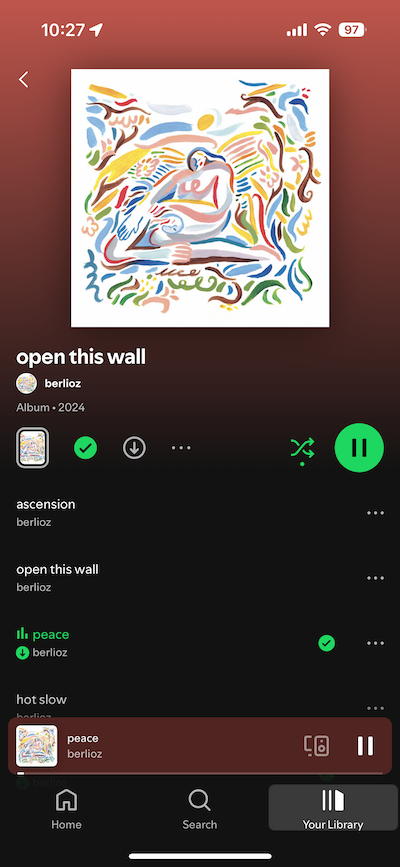 10:27
97
open this wall
berlioz
Album • 2024
ascension
berlioz
open this wall
berlioz
peace
berlioz
hot slow
berlioz
peace
berlioz
Home
Search
Your Library